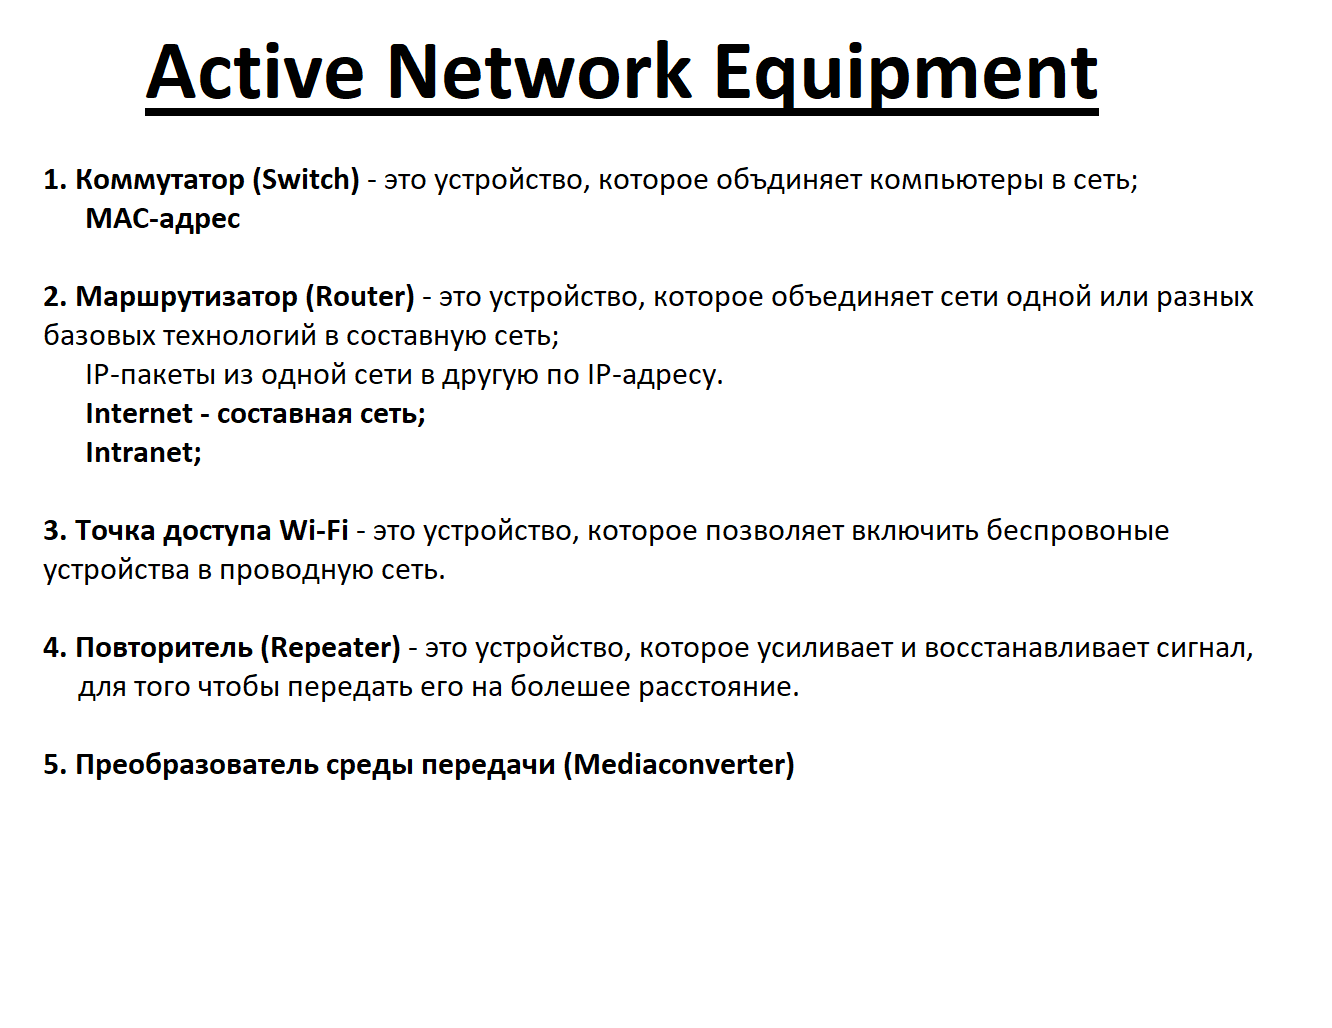 Active Network Equipment
1. Коммутатор (Switch) - это устройство, которое объдиняет компьютеры в сеть;
MAC-адрес
2. Маршрутизатор (Router) - это устройство, которое объединяет сети одной или разных
базовых технологий в составную сеть;
IP-пакеты из одной сети в другую по IP-адресу.
Internet - составная сеть;
Intranet;
3. Точка доступа Wi-Fi - это устройство, которое позволяет включить беспровоные
устройства в проводную сеть.
4. Повторитель (Repeater) - это устройство, которое усиливает и восстанавливает сигнал,
для того чтобы передать его на болешее расстояние.
5. Преобразователь среды передачи (Mediaconverter)